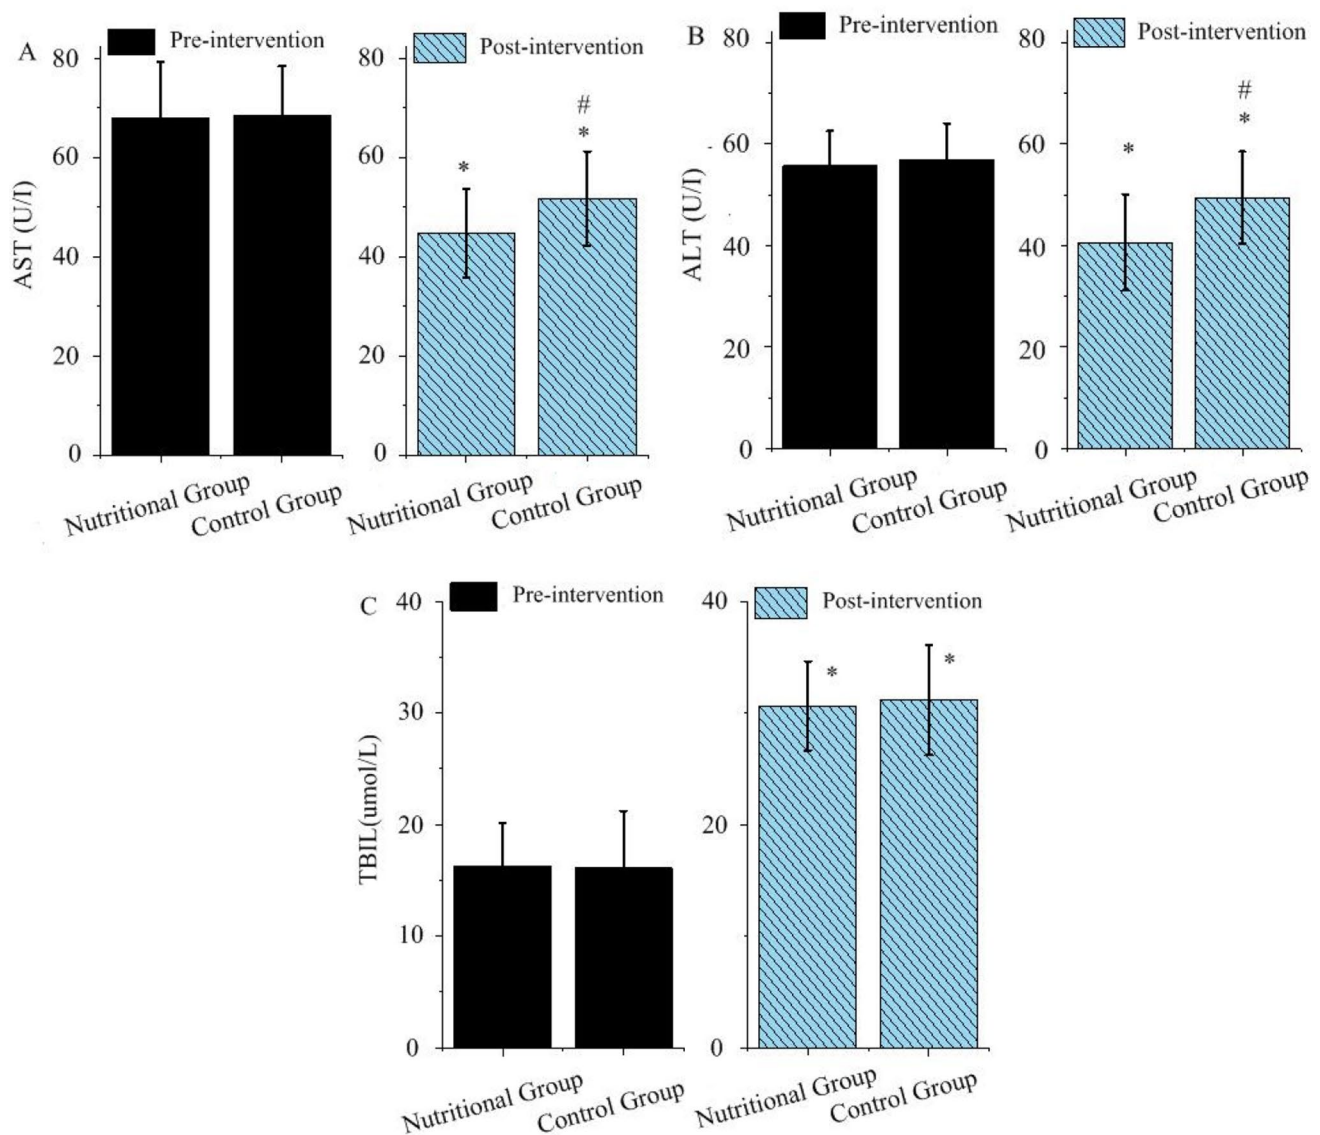 A
Pre-intervention
Post-intervention
80
60
40
20
0
AST (U/I)
80
60
40
20
0
*
#
*
Nutritional Group
Control Group
Nutritional Group
Control Group
B
Pre-intervention
Post-intervention
80
60
40
20
0
ALT (U/I)
80
60
40
20
0
*
#
*
Nutritional Group
Control Group
Nutritional Group
Control Group
C
Pre-intervention
Post-intervention
40
30
20
10
0
TBIL(umol/L)
40
20
0
*
*
Nutritional Group
Control Group
Nutritional Group
Control Group